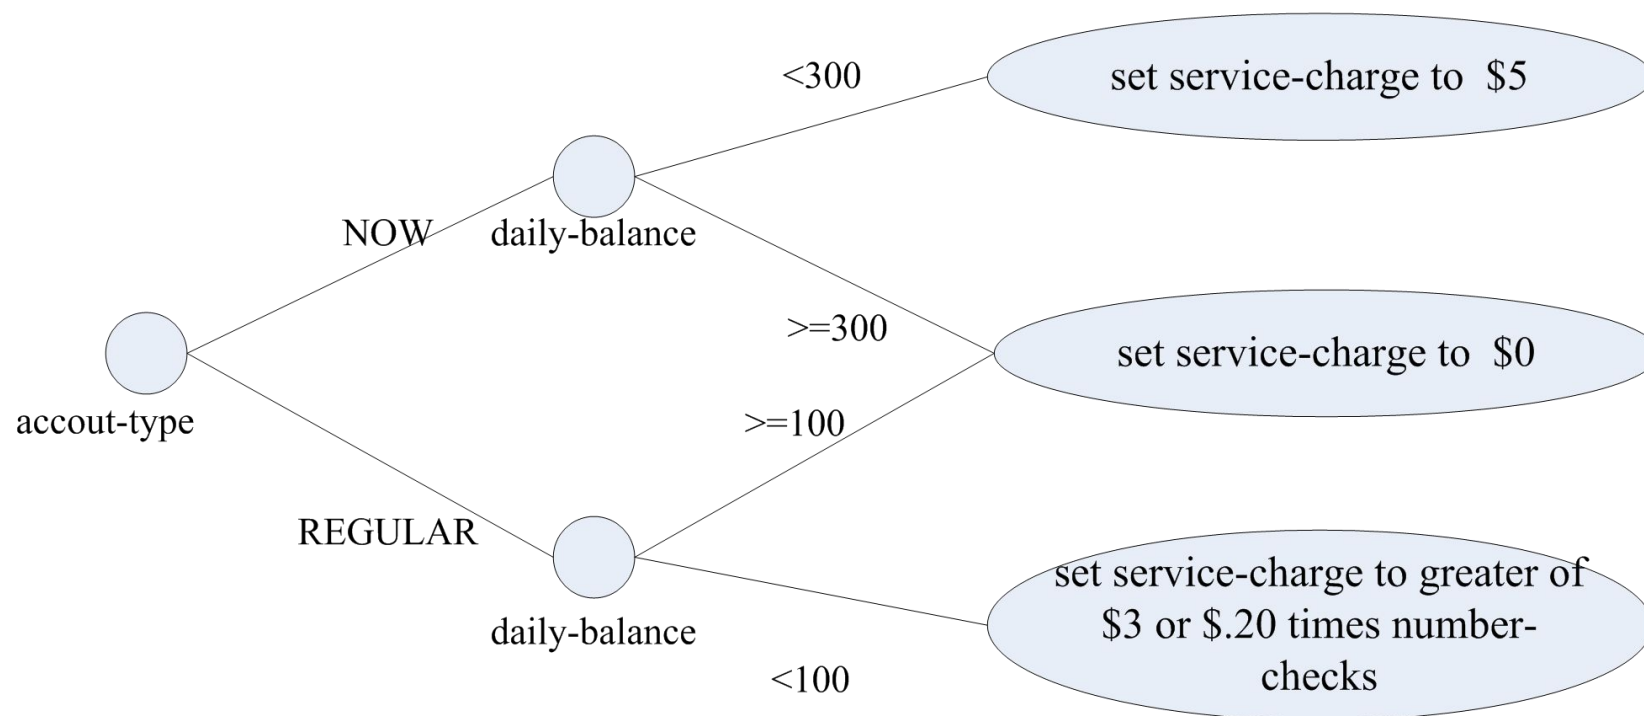 <300
set service-charge to  $5
NOW
daily-balance
>=300
set service-charge to  $0
accout-type
>=100
REGULAR
daily-balance
set service-charge to greater of
$3 or $.20 times number-
checks
<100